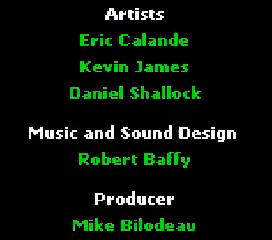 Artists
Eric Calande
Kevin James
Daniel Shallock
Music and Sound Design
Robert Baffy
Producer
Mike Bilodeau